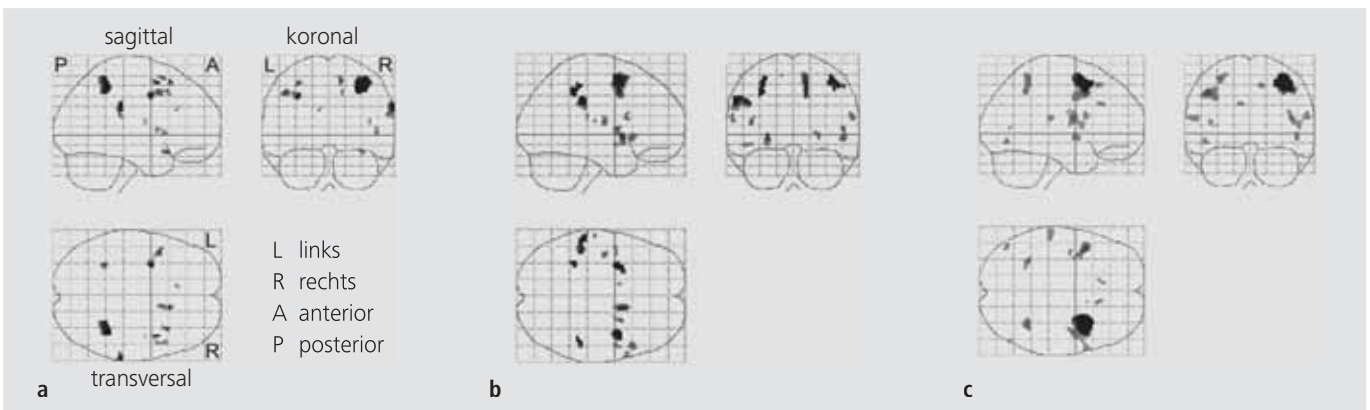 sagittal
koronal
P A
L R
L
R
transversal
L links
R rechts
A anterior
P posterior
a
b
c